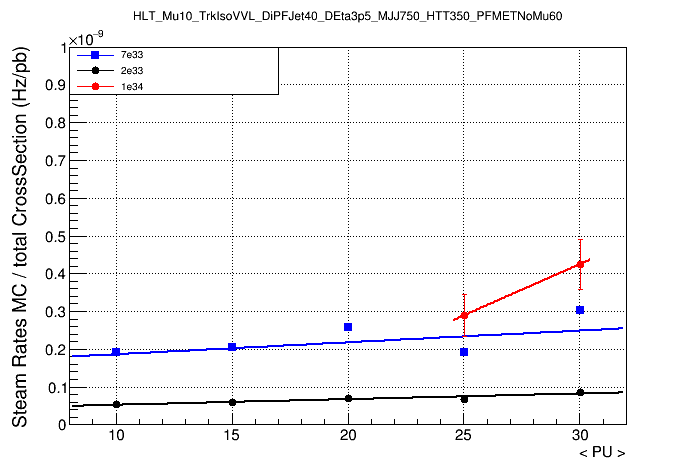 HLT_Mu10_TrkIsoVVL_DiPFJet40_DEta3p5_MJJ750_HTT350_PFMETNoMu60
×10⁻⁹
7e33
2e33
1e34
Steam Rates MC / total CrossSection (Hz/pb)
1
0.9
0.8
0.7
0.6
0.5
0.4
0.3
0.2
0.1
0
10 15 20 25 30
< PU >